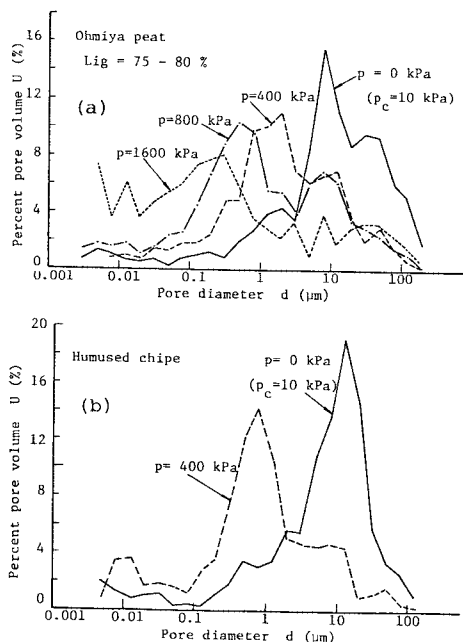 16
12
8
4
0
Percent pore volume U (%)
Ohmiya peat
Lig = 75 - 80 %
(a)
p = 0 kPa
(pc=10 kPa)
p=400 kPa
p=800 kPa
p=1600 kPa
0.001
0.01
0.1
1
10
100
Pore diameter d (μm)
20
16
12
8
4
0
Percent pore volume U (%)
Humused chipe
(b)
p= 0 kPa
(pc=10 kPa)
p= 400 kPa
0.001
0.01
0.1
1
10
100
Pore diameter d (μm)